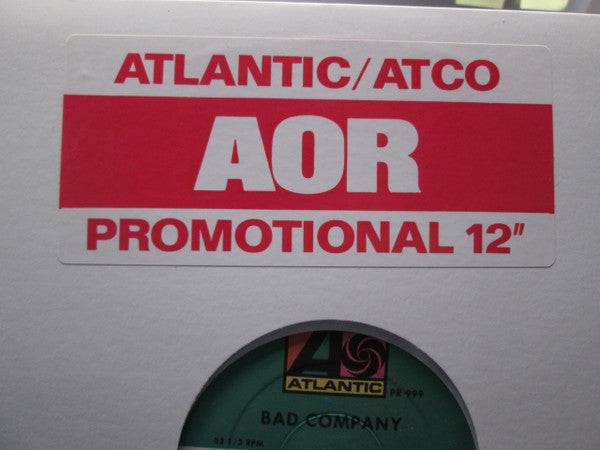 ATLANTIC/ATCO
AOR
PROMOTIONAL 12"
A
ATLANTIC
PR 999
BAD COMPANY
33 1/3 RPM